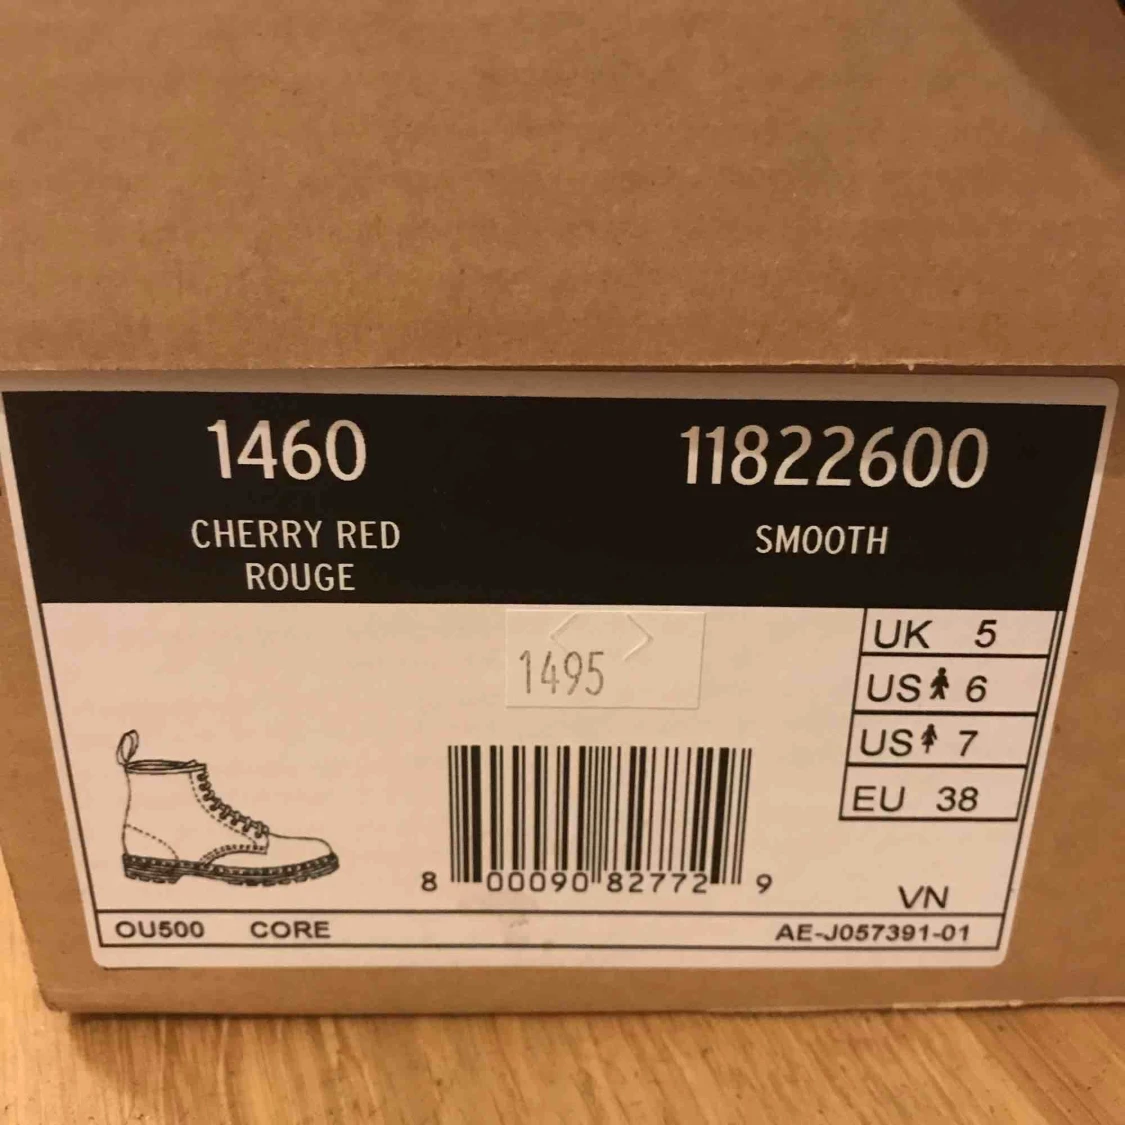 1460
11822600
CHERRY RED
ROUGE
SMOOTH
1495
UK 5
US 6
US 7
EU 38
8 00090 82772 9
VN
OU500 CORE
AE-J057391-01